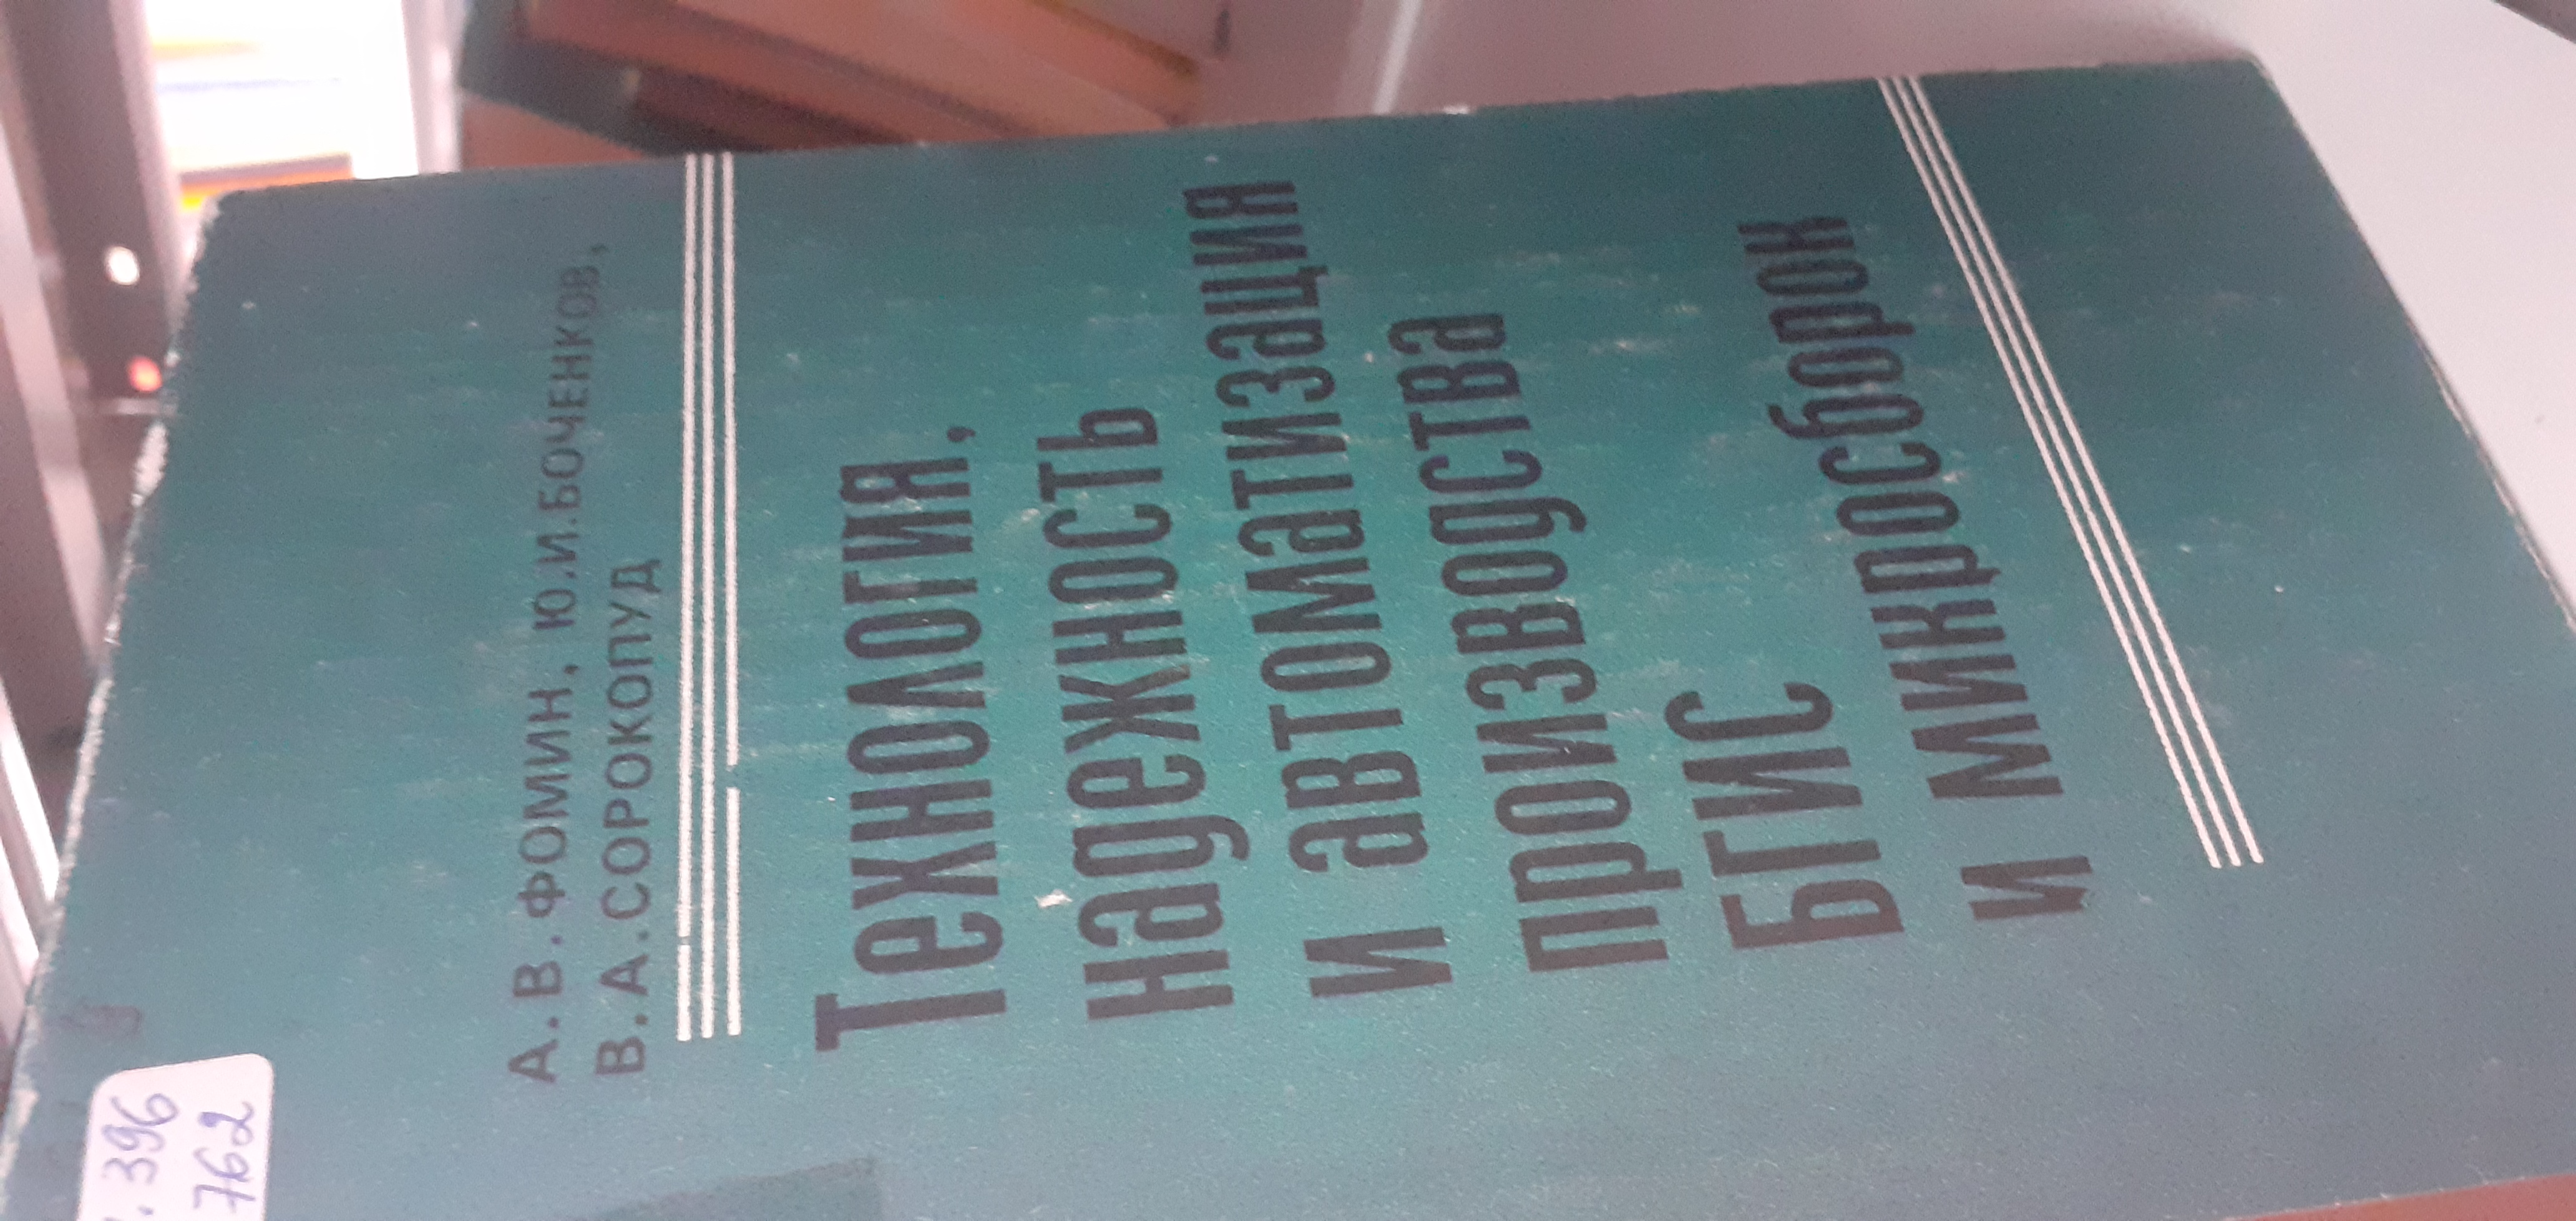 А.В.ФОМИН, Ю.И.БОЧЕНКОВ,
В.А.СОРОКОПУД
Технология,
надежность
и автоматизация
производства
БГИС
и микросборок
396
762